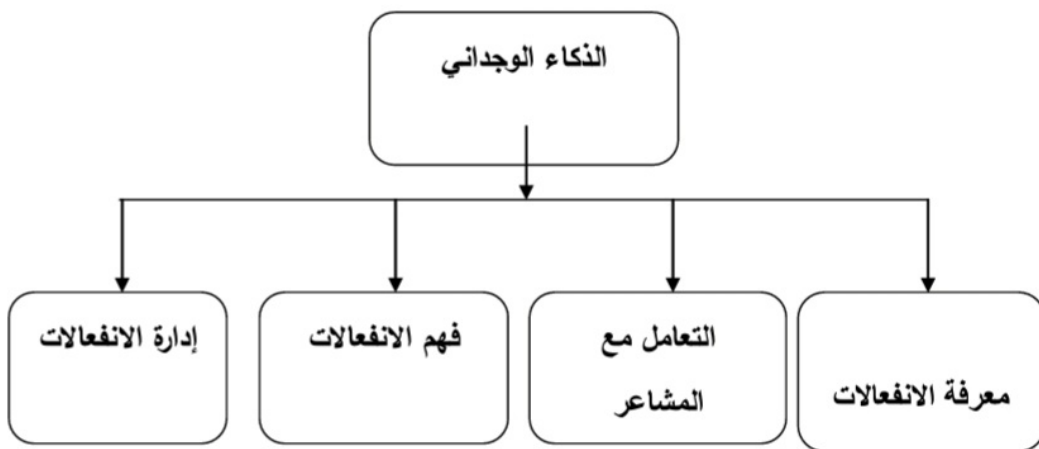 الذكاء الوجداني
معرفة الانفعالات
التعامل مع
المشاعر
فهم الانفعالات
إدارة الانفعالات